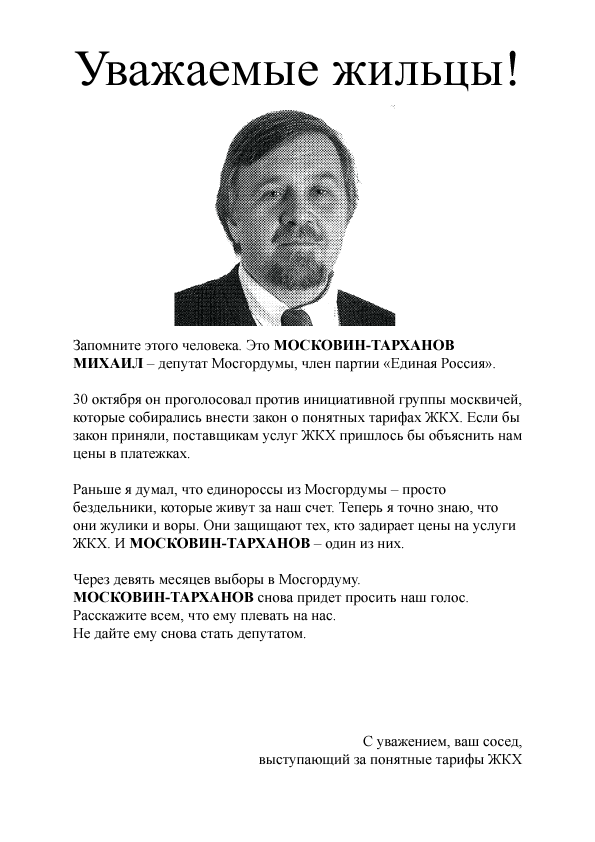 Уважаемые жильцы!
Запомните этого человека. Это МОСКОВИН-ТАРХАНОВ
МИХАИЛ – депутат Мосгордумы, член партии «Единая Россия».
30 октября он проголосовал против инициативной группы москвичей,
которые собирались внести закон о понятных тарифах ЖКХ. Если бы
закон приняли, поставщикам услуг ЖКХ пришлось бы объяснить нам
цены в платежках.
Раньше я думал, что единороссы из Мосгордумы – просто
бездельники, которые живут за наш счет. Теперь я точно знаю, что
они жулики и воры. Они защищают тех, кто задирает цены на услуги
ЖКХ. И МОСКОВИН-ТАРХАНОВ – один из них.
Через девять месяцев выборы в Мосгордуму.
МОСКОВИН-ТАРХАНОВ снова придет просить наш голос.
Расскажите всем, что ему плевать на нас.
Не дайте ему снова стать депутатом.
С уважением, ваш сосед,
выступающий за понятные тарифы ЖКХ